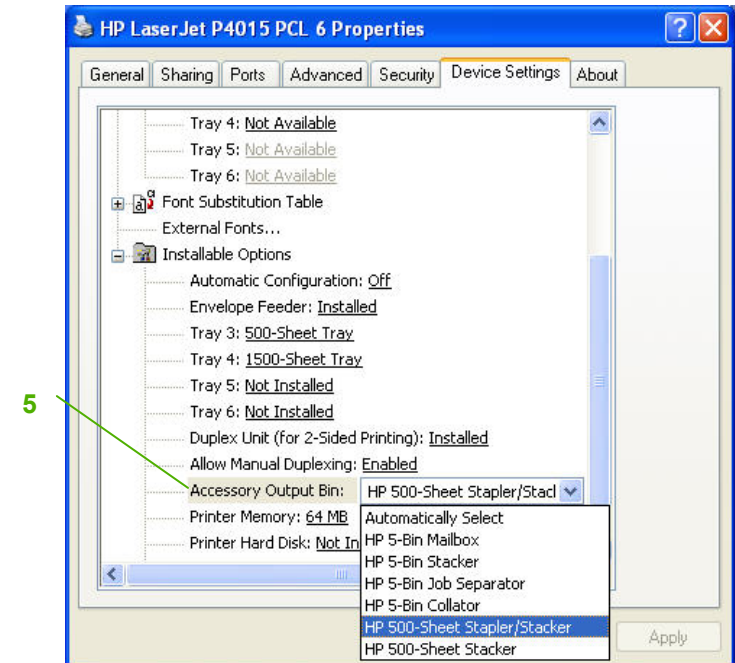 HP LaserJet P4015 PCL 6 Properties
General Sharing Ports Advanced Security Device Settings About
Tray 4: Not Available
Tray 5: Not Available
Tray 6: Not Available
Font Substitution Table
External Fonts...
Installable Options
Automatic Configuration: Off
Envelope Feeder: Installed
Tray 3: 500-Sheet Tray
Tray 4: 1500-Sheet Tray
Tray 5: Not Installed
Tray 6: Not Installed
5
Duplex Unit (for 2-Sided Printing): Installed
Allow Manual Duplexing: Enabled
Accessory Output Bin: HP 500-Sheet Stapler/Stacl
Printer Memory: 64 MB
Printer Hard Disk: Not In
Automatically Select
HP 5-Bin Mailbox
HP 5-Bin Stacker
HP 5-Bin Job Separator
HP 5-Bin Collator
HP 500-Sheet Stapler/Stacker
HP 500-Sheet Stacker
Apply